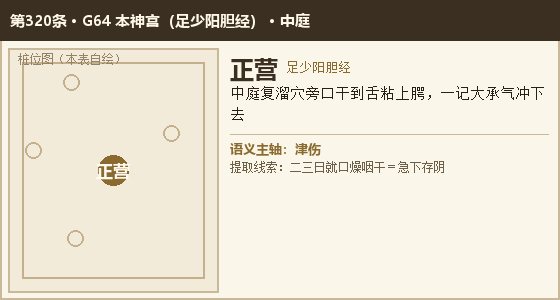 第320条・G64 本神宫（足少阳胆经）・中庭
桩位图（本表自绘）
正营
正营 足少阳胆经
中庭复溜穴旁口干到舌粘上腭，一记大承气冲下
去
语义主轴：津伤
提取线索：二三日就口燥咽干＝急下存阴